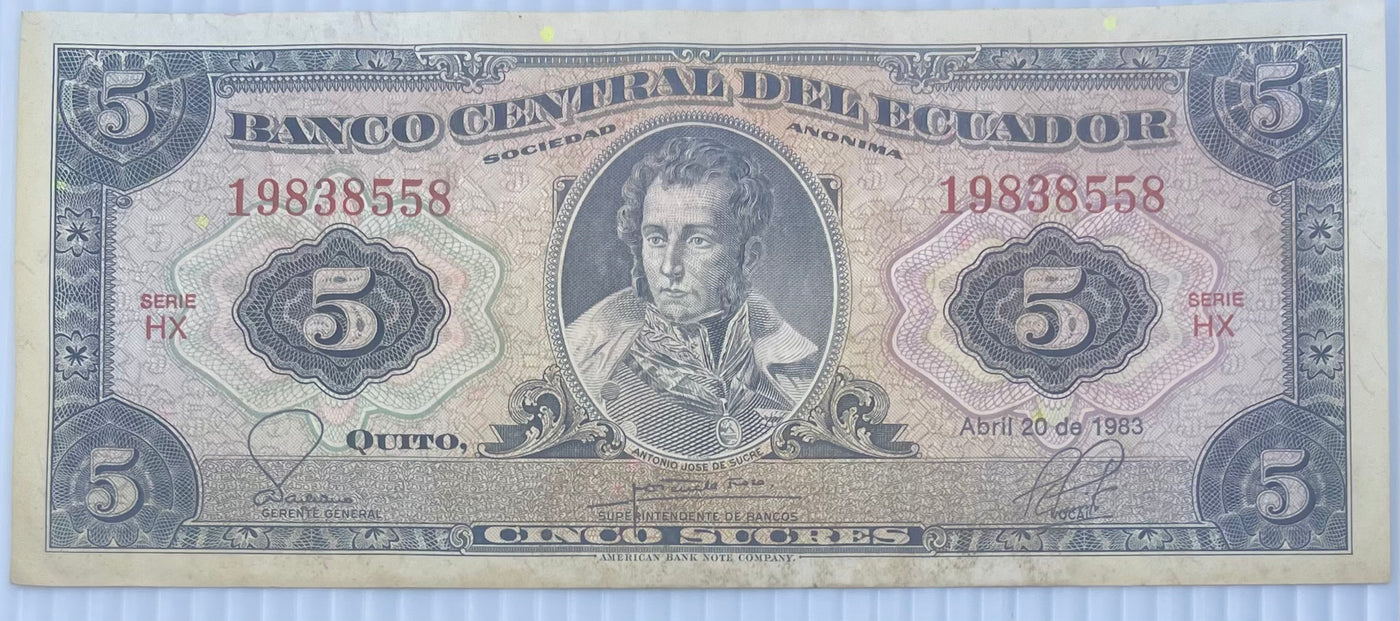 5 5
BANCO CENTRAL DEL ECUADOR
SOCIEDAD ANONIMA
19838558 19838558
5 5
SERIE HX SERIE HX
QUITO, Abril 20 de 1983
ANTONIO JOSE DE SUCRE
5 5
GERENTE GENERAL SUPERINTENDENTE DE BANCOS VOCAL
CINCO SUCRES
AMERICAN BANK NOTE COMPANY.